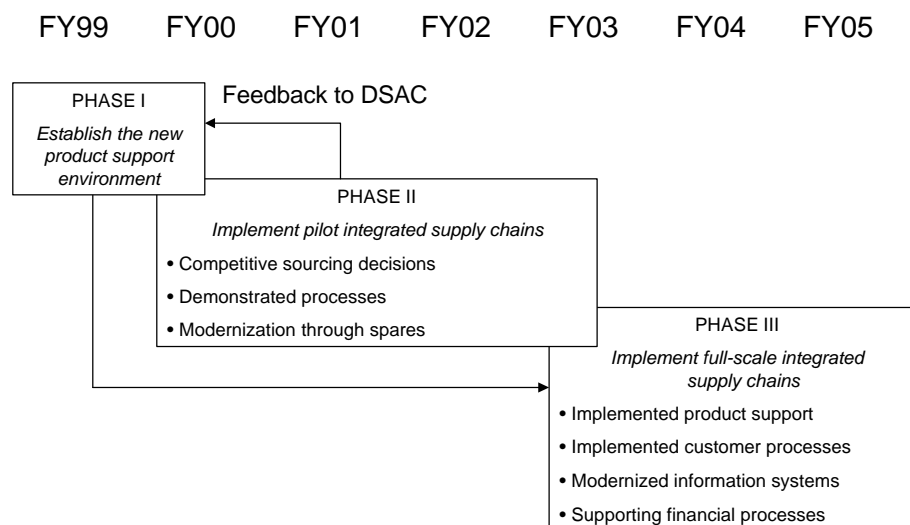 FY99 FY00 FY01 FY02 FY03 FY04 FY05
PHASE I
Establish the new
product support
environment
Feedback to DSAC
PHASE II
Implement pilot integrated supply chains
• Competitive sourcing decisions
• Demonstrated processes
• Modernization through spares
PHASE III
Implement full-scale integrated
supply chains
• Implemented product support
• Implemented customer processes
• Modernized information systems
• Supporting financial processes